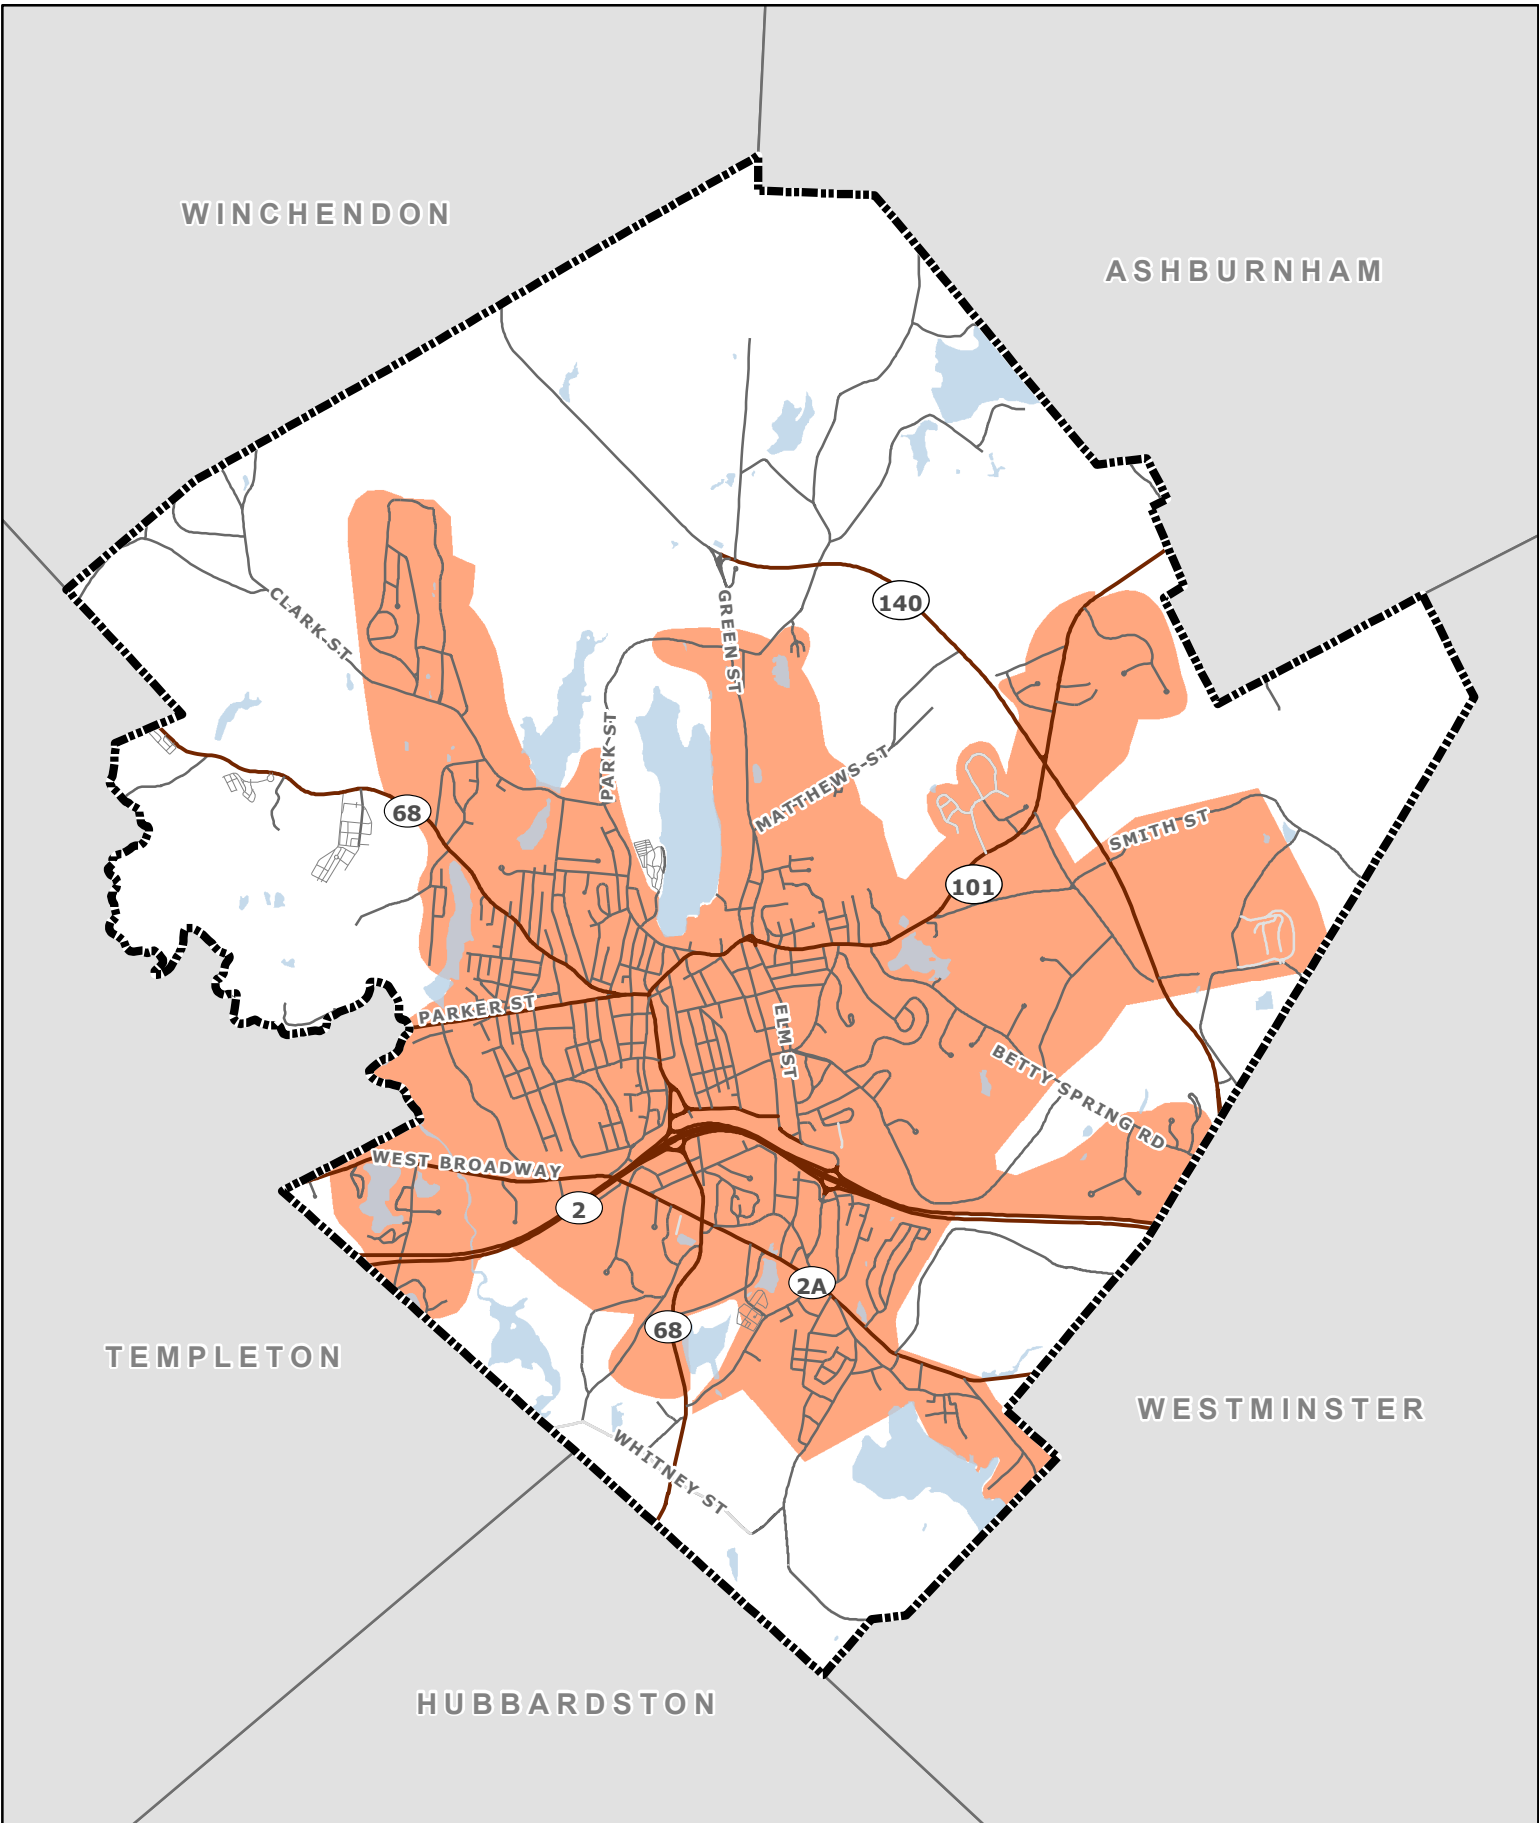 WINCHENDON
ASHBURNHAM
CLARK ST
GREEN ST
140
PARK ST
MATTHEWS ST
68
SMITH ST
101
PARKER ST
ELM ST
BETTY SPRING RD
WEST BROADWAY
2
2A
68
TEMPLETON
WESTMINSTER
WHITNEY ST
HUBBARDSTON